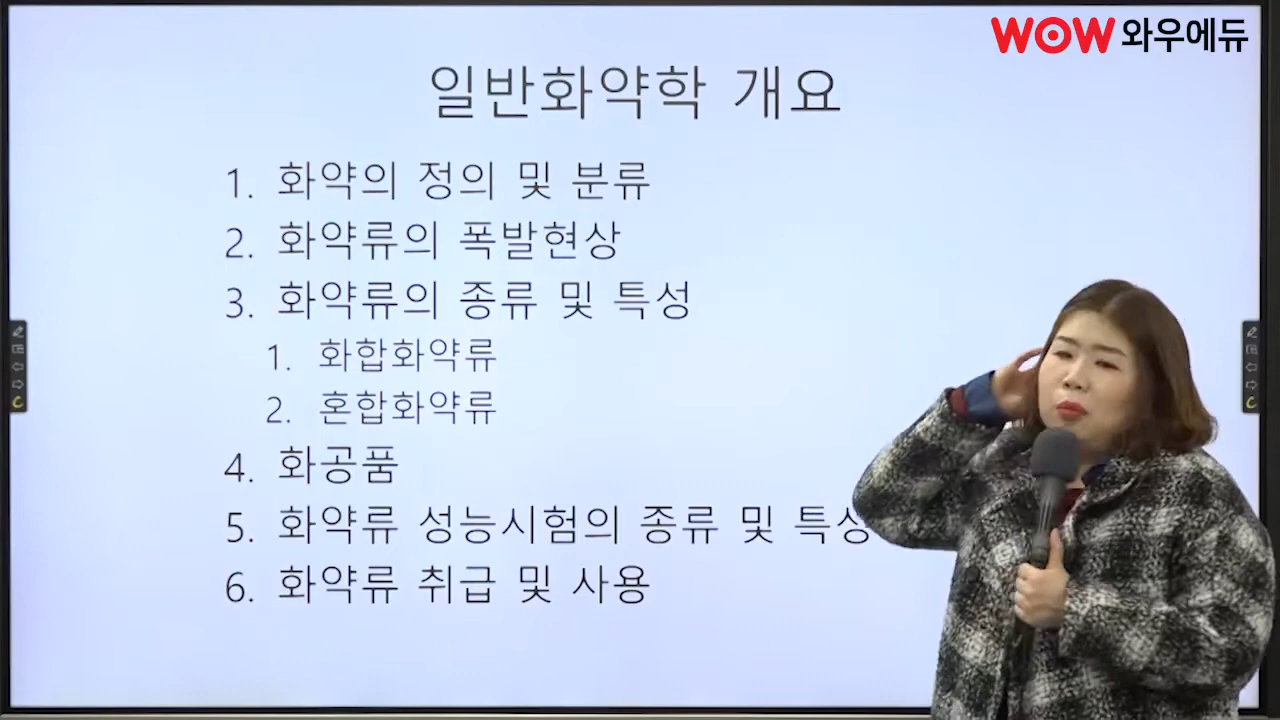 WOW 와우에듀
일반화약학 개요
1. 화약의 정의 및 분류
2. 화약류의 폭발현상
3. 화약류의 종류 및 특성
1. 화합화약류
2. 혼합화약류
4. 화공품
5. 화약류 성능시험의 종류 및 특성
6. 화약류 취급 및 사용